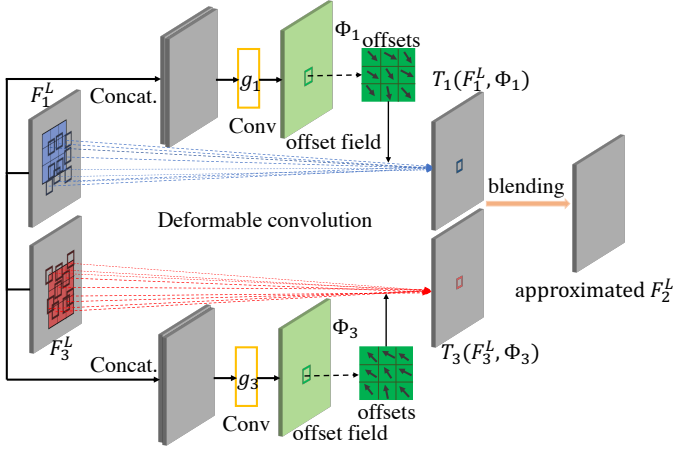 Φ₁
offsets
F₁ᴸ
Concat.
g₁
T₁(F₁ᴸ, Φ₁)
Conv
offset field
blending
Deformable convolution
approximated F₂ᴸ
F₃ᴸ
Φ₃
T₃(F₃ᴸ, Φ₃)
Concat.
g₃
offsets
Conv
offset field